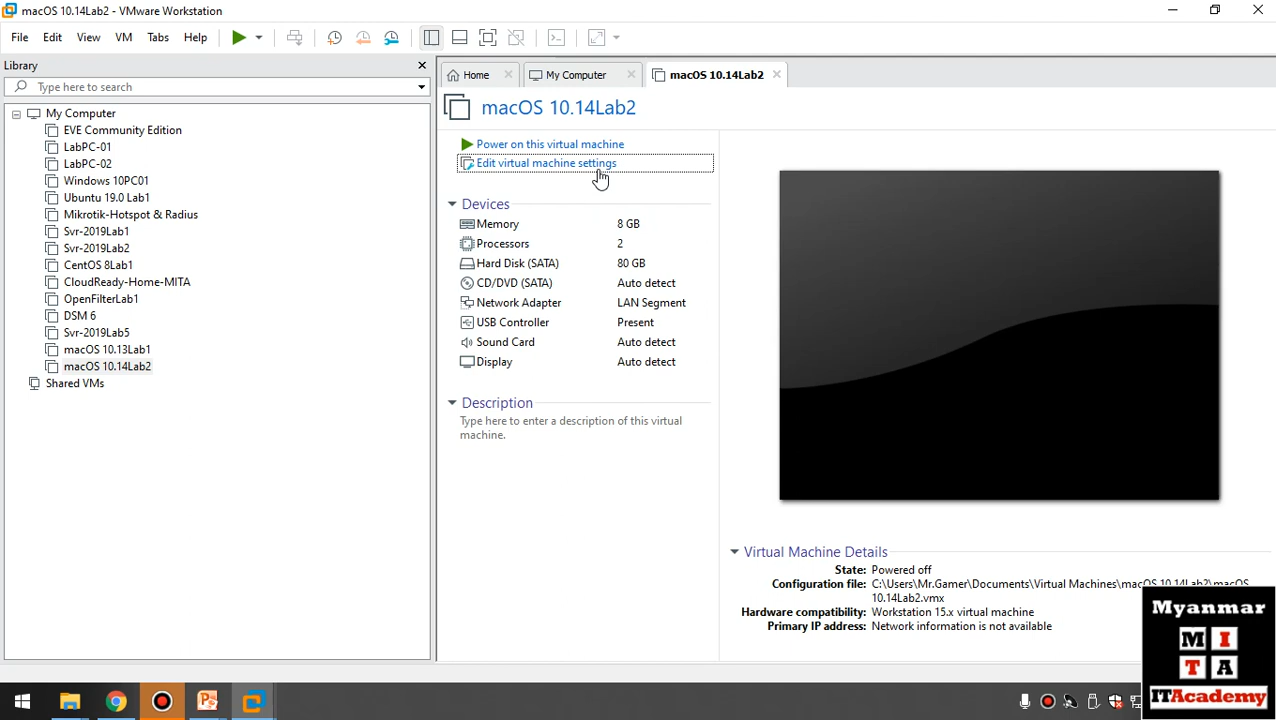 macOS 10.14Lab2 - VMware Workstation
File Edit View VM Tabs Help
Library
Type here to search
My Computer
EVE Community Edition
LabPC-01
LabPC-02
Windows 10PC01
Ubuntu 19.0 Lab1
Mikrotik-Hotspot & Radius
Svr-2019Lab1
Svr-2019Lab2
CentOS 8Lab1
CloudReady-Home-MITA
OpenFilterLab1
DSM 6
Svr-2019Lab5
macOS 10.13Lab1
macOS 10.14Lab2
Shared VMs
Home My Computer macOS 10.14Lab2
macOS 10.14Lab2
Power on this virtual machine
Edit virtual machine settings
Devices
Memory 8 GB
Processors 2
Hard Disk (SATA) 80 GB
CD/DVD (SATA) Auto detect
Network Adapter LAN Segment
USB Controller Present
Sound Card Auto detect
Display Auto detect
Description
Type here to enter a description of this virtual
machine.
Virtual Machine Details
State: Powered off
Configuration file: C:\Users\Mr.Gamer\Documents\Virtual Machines\macOS 10.14Lab2\macOS
10.14Lab2.vmx
Hardware compatibility: Workstation 15.x virtual machine
Primary IP address: Network information is not available
Myanmar
M I
T A
ITAcademy